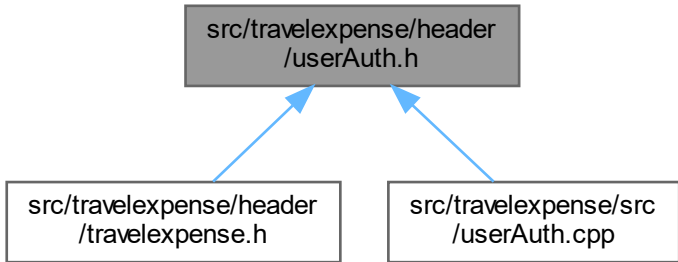 src/travelexpense/header
/userAuth.h
src/travelexpense/header
/travelexpense.h
src/travelexpense/src
/userAuth.cpp